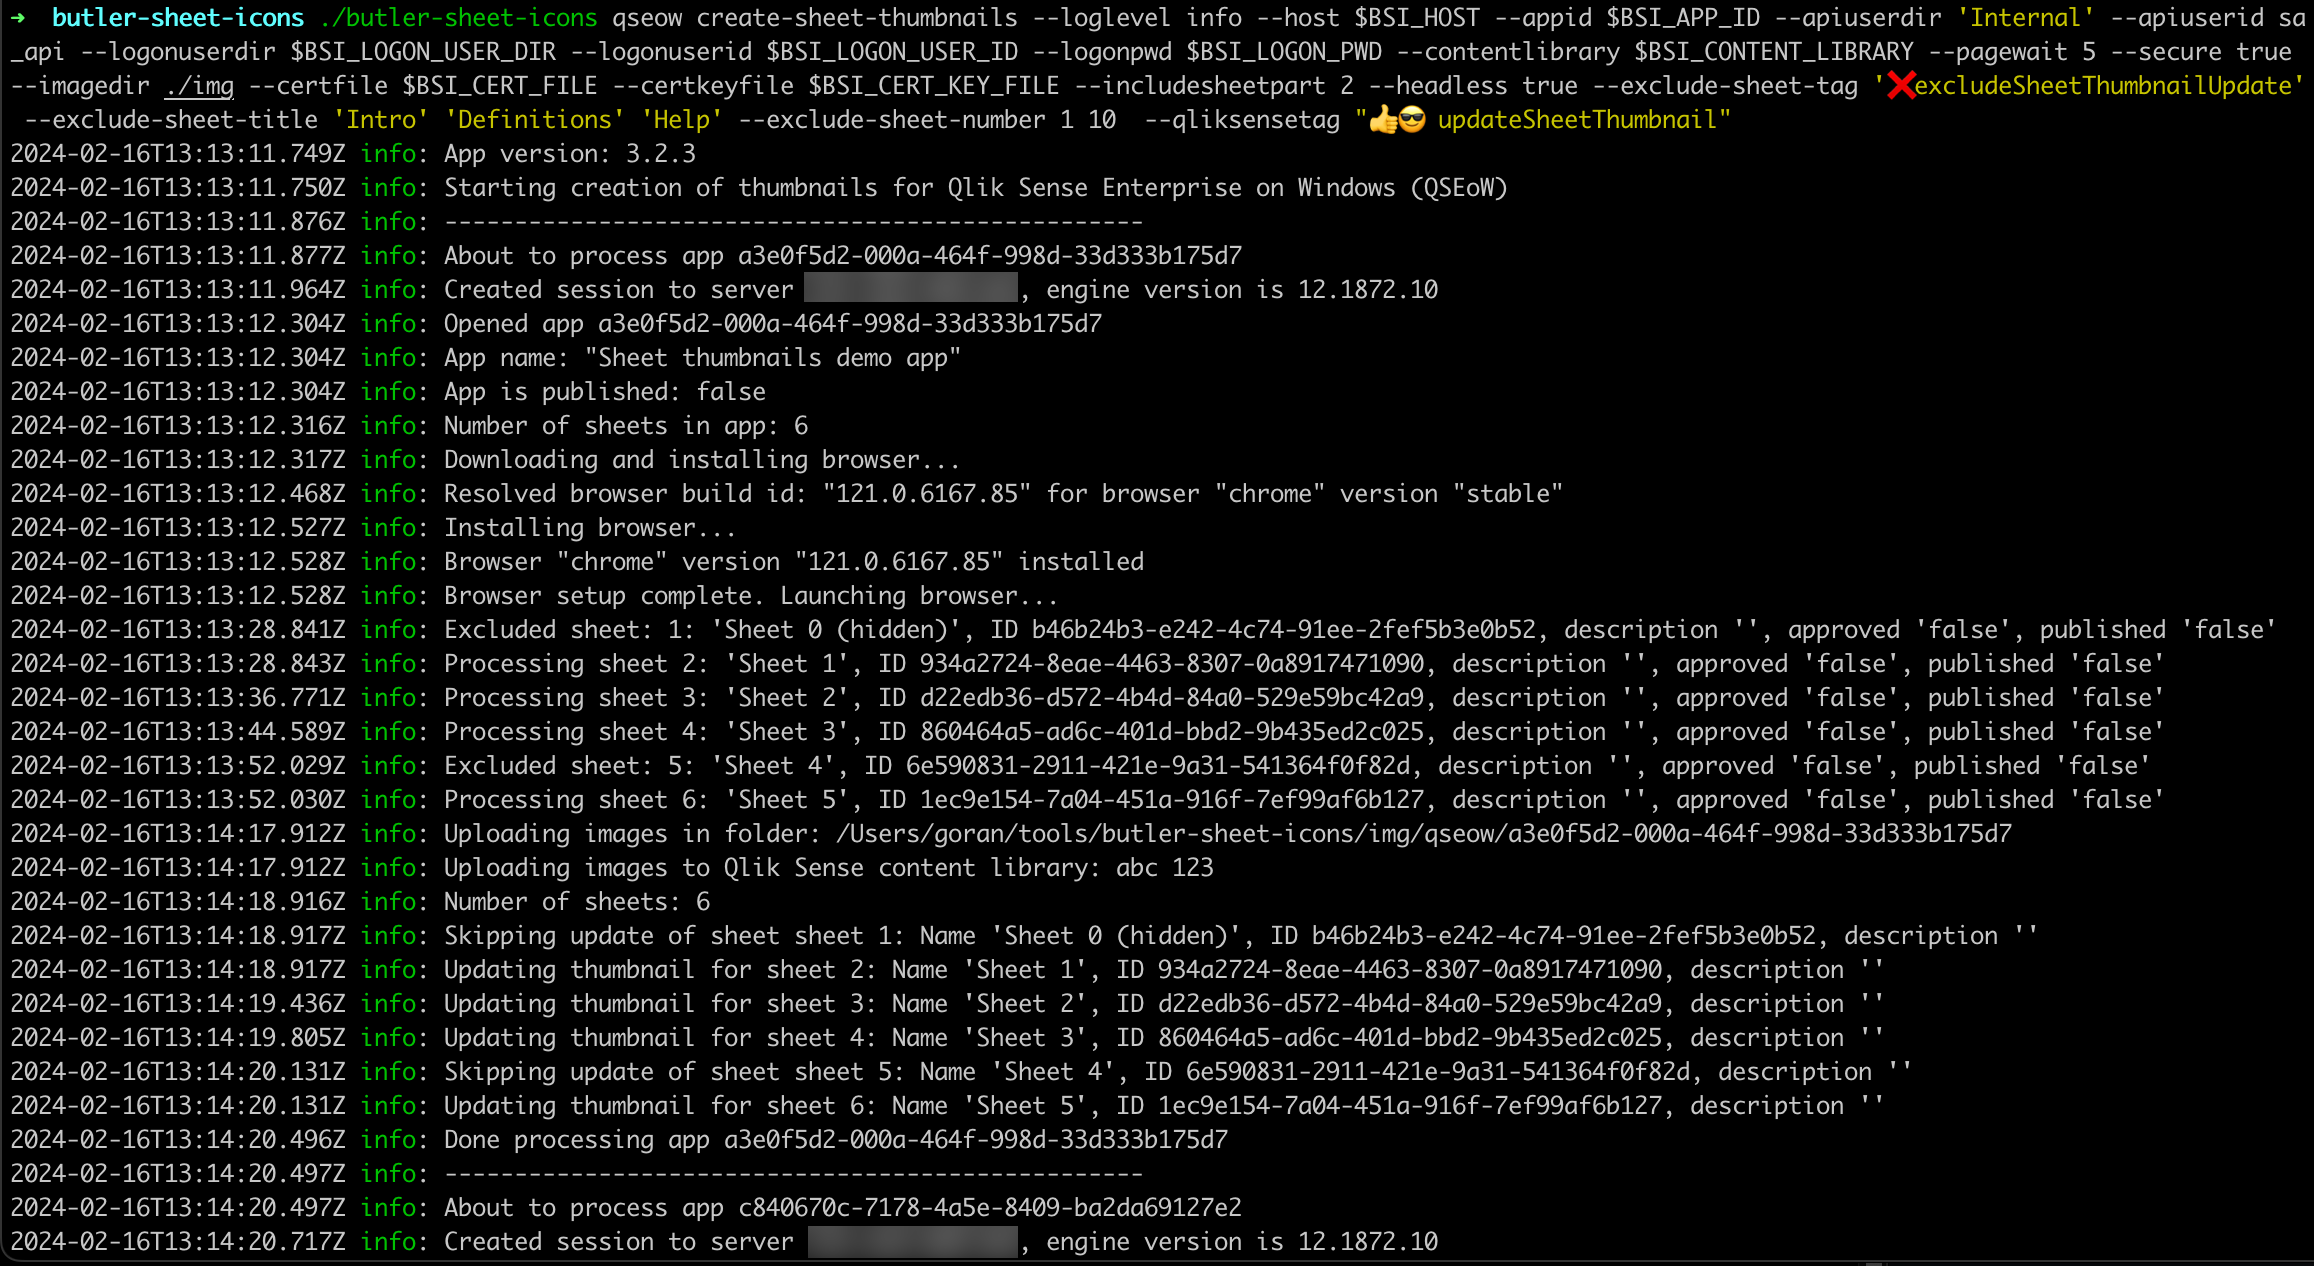 ➜  butler-sheet-icons ./butler-sheet-icons qseow create-sheet-thumbnails --loglevel info --host $BSI_HOST --appid $BSI_APP_ID --apiuserdir 'Internal' --apiuserid sa
_api --logonuserdir $BSI_LOGON_USER_DIR --logonuserid $BSI_LOGON_USER_ID --logonpwd $BSI_LOGON_PWD --contentlibrary $BSI_CONTENT_LIBRARY --pagewait 5 --secure true
--imagedir ./img --certfile $BSI_CERT_FILE --certkeyfile $BSI_CERT_KEY_FILE --includesheetpart 2 --headless true --exclude-sheet-tag '❌excludeSheetThumbnailUpdate'
 --exclude-sheet-title 'Intro' 'Definitions' 'Help' --exclude-sheet-number 1 10  --qliksensetag "👍😎 updateSheetThumbnail"
2024-02-16T13:13:11.749Z info: App version: 3.2.3
2024-02-16T13:13:11.750Z info: Starting creation of thumbnails for Qlik Sense Enterprise on Windows (QSEoW)
2024-02-16T13:13:11.876Z info: --------------------------------------------------
2024-02-16T13:13:11.877Z info: About to process app a3e0f5d2-000a-464f-998d-33d333b175d7
2024-02-16T13:13:11.964Z info: Created session to server , engine version is 12.1872.10
2024-02-16T13:13:12.304Z info: Opened app a3e0f5d2-000a-464f-998d-33d333b175d7
2024-02-16T13:13:12.304Z info: App name: "Sheet thumbnails demo app"
2024-02-16T13:13:12.304Z info: App is published: false
2024-02-16T13:13:12.316Z info: Number of sheets in app: 6
2024-02-16T13:13:12.317Z info: Downloading and installing browser...
2024-02-16T13:13:12.468Z info: Resolved browser build id: "121.0.6167.85" for browser "chrome" version "stable"
2024-02-16T13:13:12.527Z info: Installing browser...
2024-02-16T13:13:12.528Z info: Browser "chrome" version "121.0.6167.85" installed
2024-02-16T13:13:12.528Z info: Browser setup complete. Launching browser...
2024-02-16T13:13:28.841Z info: Excluded sheet: 1: 'Sheet 0 (hidden)', ID b46b24b3-e242-4c74-91ee-2fef5b3e0b52, description '', approved 'false', published 'false'
2024-02-16T13:13:28.843Z info: Processing sheet 2: 'Sheet 1', ID 934a2724-8eae-4463-8307-0a8917471090, description '', approved 'false', published 'false'
2024-02-16T13:13:36.771Z info: Processing sheet 3: 'Sheet 2', ID d22edb36-d572-4b4d-84a0-529e59bc42a9, description '', approved 'false', published 'false'
2024-02-16T13:13:44.589Z info: Processing sheet 4: 'Sheet 3', ID 860464a5-ad6c-401d-bbd2-9b435ed2c025, description '', approved 'false', published 'false'
2024-02-16T13:13:52.029Z info: Excluded sheet: 5: 'Sheet 4', ID 6e590831-2911-421e-9a31-541364f0f82d, description '', approved 'false', published 'false'
2024-02-16T13:13:52.030Z info: Processing sheet 6: 'Sheet 5', ID 1ec9e154-7a04-451a-916f-7ef99af6b127, description '', approved 'false', published 'false'
2024-02-16T13:14:17.912Z info: Uploading images in folder: /Users/goran/tools/butler-sheet-icons/img/qseow/a3e0f5d2-000a-464f-998d-33d333b175d7
2024-02-16T13:14:17.912Z info: Uploading images to Qlik Sense content library: abc 123
2024-02-16T13:14:18.916Z info: Number of sheets: 6
2024-02-16T13:14:18.917Z info: Skipping update of sheet sheet 1: Name 'Sheet 0 (hidden)', ID b46b24b3-e242-4c74-91ee-2fef5b3e0b52, description ''
2024-02-16T13:14:18.917Z info: Updating thumbnail for sheet 2: Name 'Sheet 1', ID 934a2724-8eae-4463-8307-0a8917471090, description ''
2024-02-16T13:14:19.436Z info: Updating thumbnail for sheet 3: Name 'Sheet 2', ID d22edb36-d572-4b4d-84a0-529e59bc42a9, description ''
2024-02-16T13:14:19.805Z info: Updating thumbnail for sheet 4: Name 'Sheet 3', ID 860464a5-ad6c-401d-bbd2-9b435ed2c025, description ''
2024-02-16T13:14:20.131Z info: Skipping update of sheet sheet 5: Name 'Sheet 4', ID 6e590831-2911-421e-9a31-541364f0f82d, description ''
2024-02-16T13:14:20.131Z info: Updating thumbnail for sheet 6: Name 'Sheet 5', ID 1ec9e154-7a04-451a-916f-7ef99af6b127, description ''
2024-02-16T13:14:20.496Z info: Done processing app a3e0f5d2-000a-464f-998d-33d333b175d7
2024-02-16T13:14:20.497Z info: --------------------------------------------------
2024-02-16T13:14:20.497Z info: About to process app c840670c-7178-4a5e-8409-ba2da69127e2
2024-02-16T13:14:20.717Z info: Created session to server , engine version is 12.1872.10